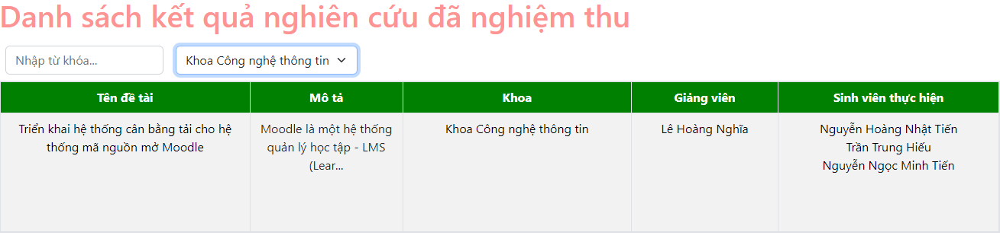 Danh sách kết quả nghiên cứu đã nghiệm thu
Nhập từ khóa...
Khoa Công nghệ thông tin
Tên đề tài
Mô tả
Khoa
Giảng viên
Sinh viên thực hiện
Triển khai hệ thống cân bằng tải cho hệ
thống mã nguồn mở Moodle
Moodle là một hệ thống
quản lý học tập - LMS
(Lear...
Khoa Công nghệ thông tin
Lê Hoàng Nghĩa
Nguyễn Hoàng Nhật Tiến
Trần Trung Hiếu
Nguyễn Ngọc Minh Tiến